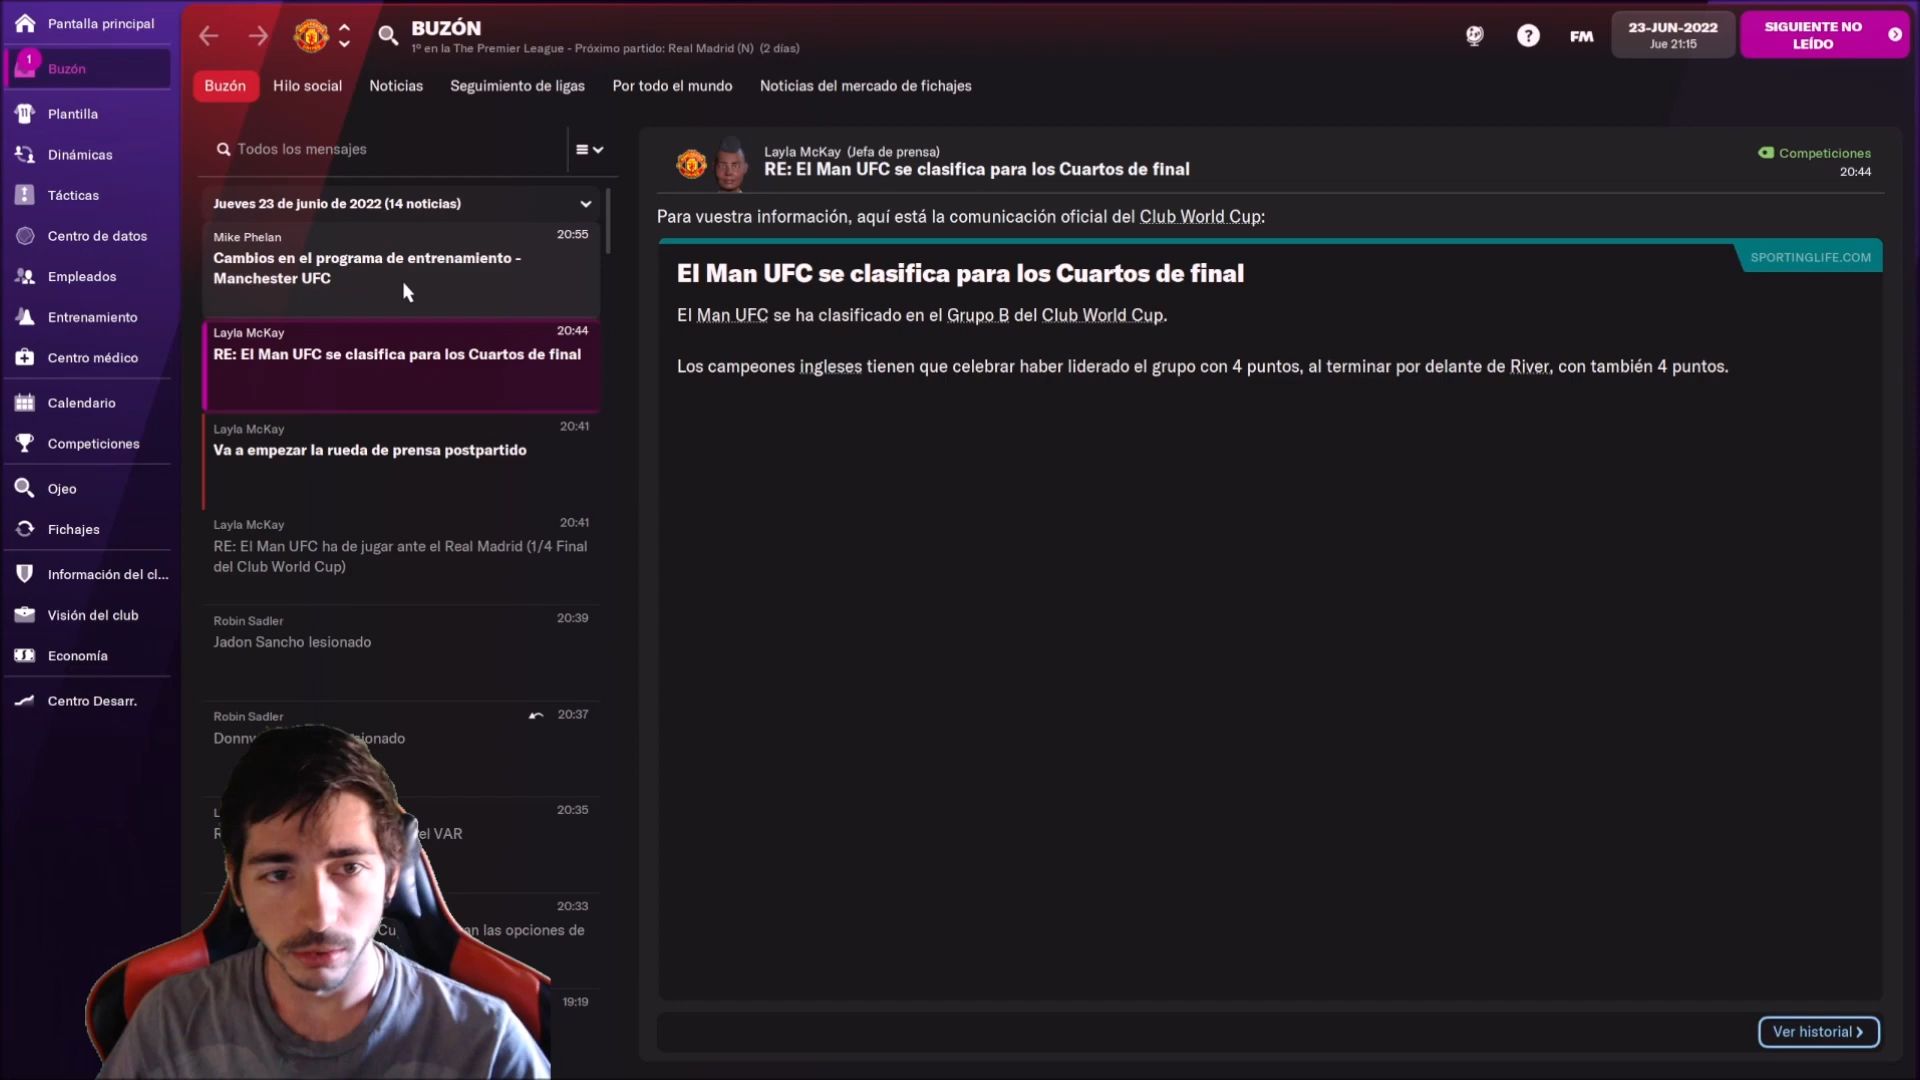 Pantalla principal
1
Buzón
Plantilla
Dinámicas
Tácticas
Centro de datos
Empleados
Entrenamiento
Centro médico
Calendario
Competiciones
Ojeo
Fichajes
Información del cl...
Visión del club
Economía
Centro Desarr.
BUZÓN
1º en la The Premier League - Próximo partido: Real Madrid (N) (2 días)
FM
23-JUN-2022
Jue 21:15
SIGUIENTE NO
LEÍDO
Buzón
Hilo social
Noticias
Seguimiento de ligas
Por todo el mundo
Noticias del mercado de fichajes
Todos los mensajes
Jueves 23 de junio de 2022 (14 noticias)
Mike Phelan 20:55
Cambios en el programa de entrenamiento -
Manchester UFC
Layla McKay 20:44
RE: El Man UFC se clasifica para los Cuartos de final
Layla McKay 20:41
Va a empezar la rueda de prensa postpartido
Layla McKay 20:41
RE: El Man UFC ha de jugar ante el Real Madrid (1/4 Final
del Club World Cup)
Robin Sadler 20:39
Jadon Sancho lesionado
Robin Sadler 20:37
20:35
el VAR
20:33
las opciones de
19:19
Layla McKay (Jefa de prensa)
RE: El Man UFC se clasifica para los Cuartos de final
Competiciones
20:44
Para vuestra información, aquí está la comunicación oficial del Club World Cup:
SPORTINGLIFE.COM
El Man UFC se clasifica para los Cuartos de final
El Man UFC se ha clasificado en el Grupo B del Club World Cup.
Los campeones ingleses tienen que celebrar haber liderado el grupo con 4 puntos, al terminar por delante de River, con también 4 puntos.
Ver historial